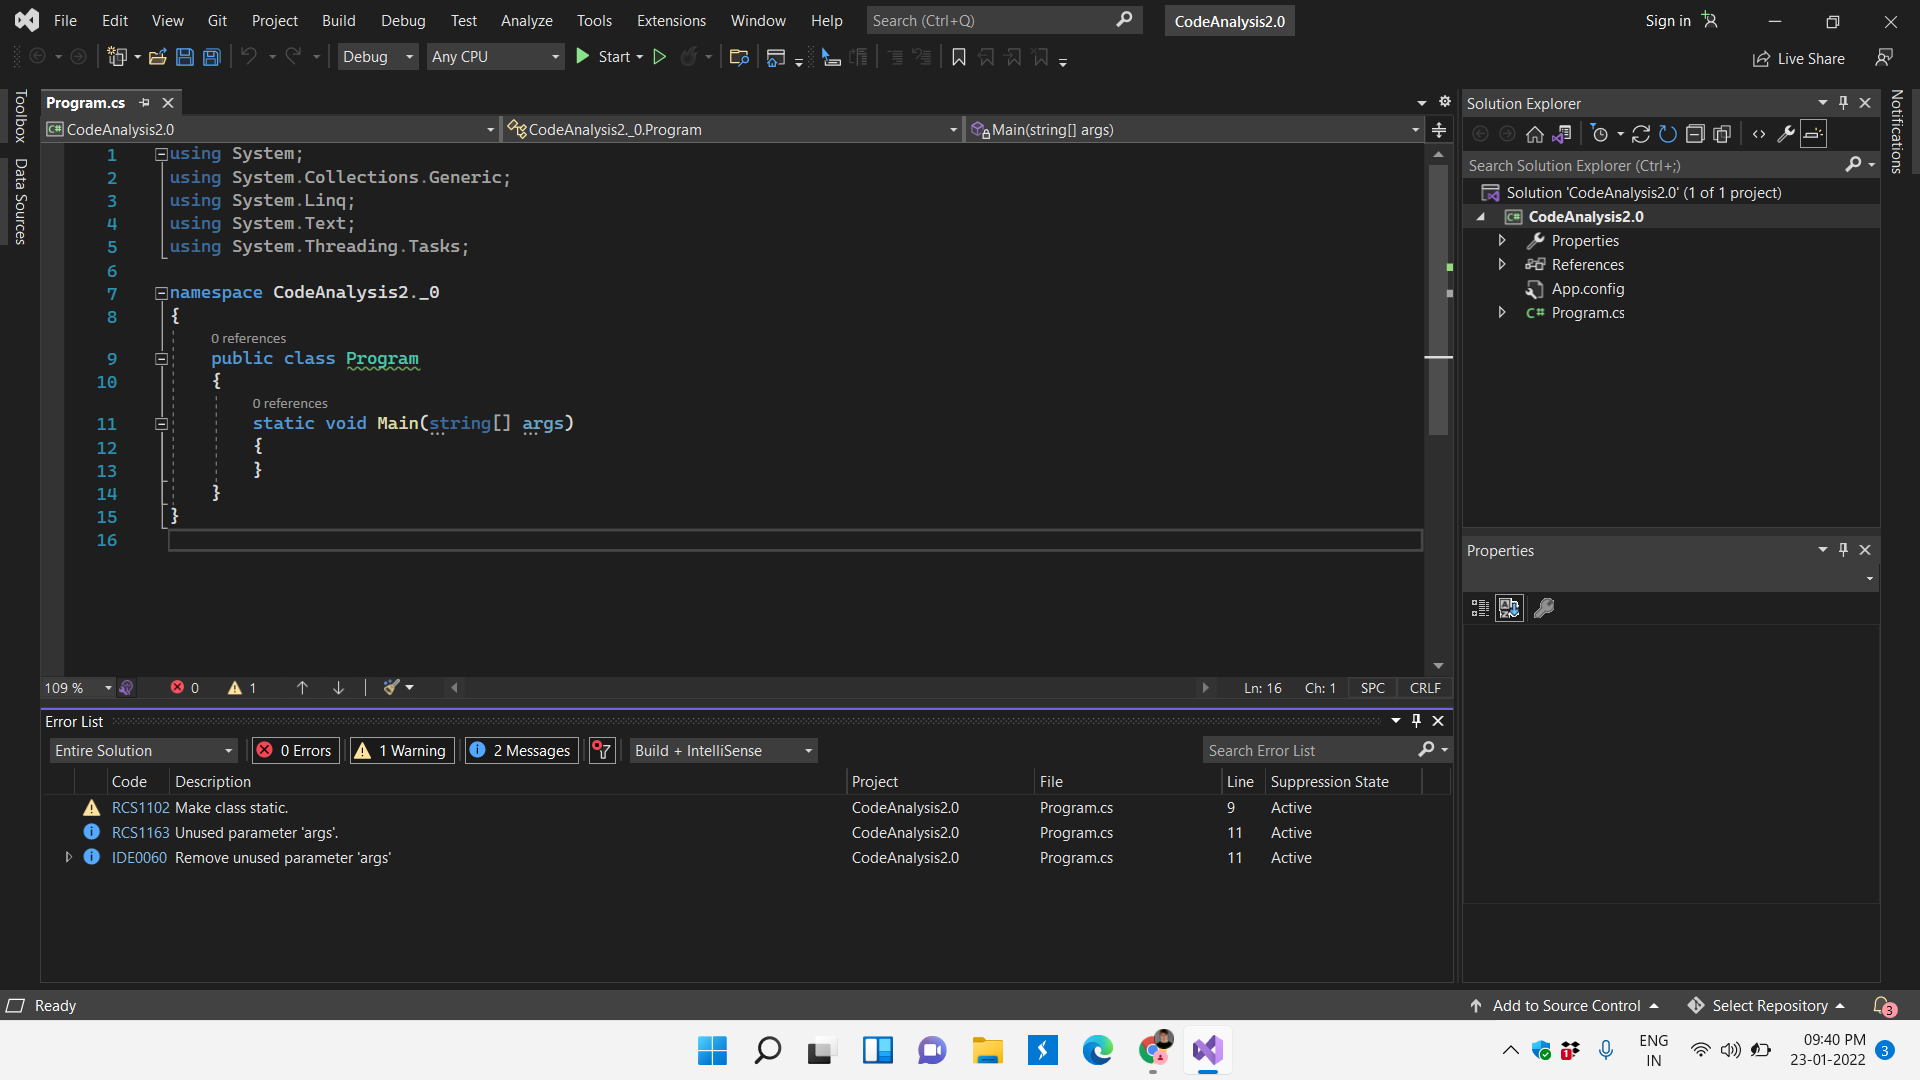 File Edit View Git Project Build Debug Test Analyze Tools Extensions Window Help Search (Ctrl+Q) CodeAnalysis2.0 Sign in
Debug Any CPU Start Live Share
Toolbox
Data Sources
Program.cs
C# CodeAnalysis2.0 CodeAnalysis2._0.Program Main(string[] args)
1 using System;
2 using System.Collections.Generic;
3 using System.Linq;
4 using System.Text;
5 using System.Threading.Tasks;
6
7 namespace CodeAnalysis2._0
8 {
0 references
9 public class Program
10 {
0 references
11 static void Main(string[] args)
12 {
13 }
14 }
15 }
16
109 % 0 1 Ln: 16 Ch: 1 SPC CRLF
Solution Explorer
Search Solution Explorer (Ctrl+;)
Solution 'CodeAnalysis2.0' (1 of 1 project)
C# CodeAnalysis2.0
Properties
References
App.config
C# Program.cs
Notifications
Properties
Error List
Entire Solution 0 Errors 1 Warning 2 Messages Build + IntelliSense Search Error List
Code Description Project File Line Suppression State
RCS1102 Make class static. CodeAnalysis2.0 Program.cs 9 Active
RCS1163 Unused parameter 'args'. CodeAnalysis2.0 Program.cs 11 Active
IDE0060 Remove unused parameter 'args' CodeAnalysis2.0 Program.cs 11 Active
Ready Add to Source Control Select Repository 3
1 ENG
IN
09:40 PM
23-01-2022
3